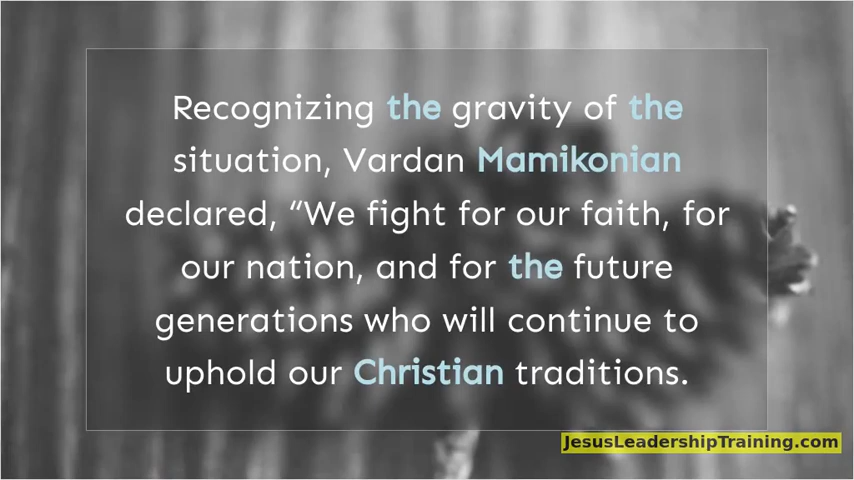 Recognizing the gravity of the
situation, Vardan Mamikonian
declared, “We fight for our faith, for
our nation, and for the future
generations who will continue to
uphold our Christian traditions.
JesusLeadershipTraining.com